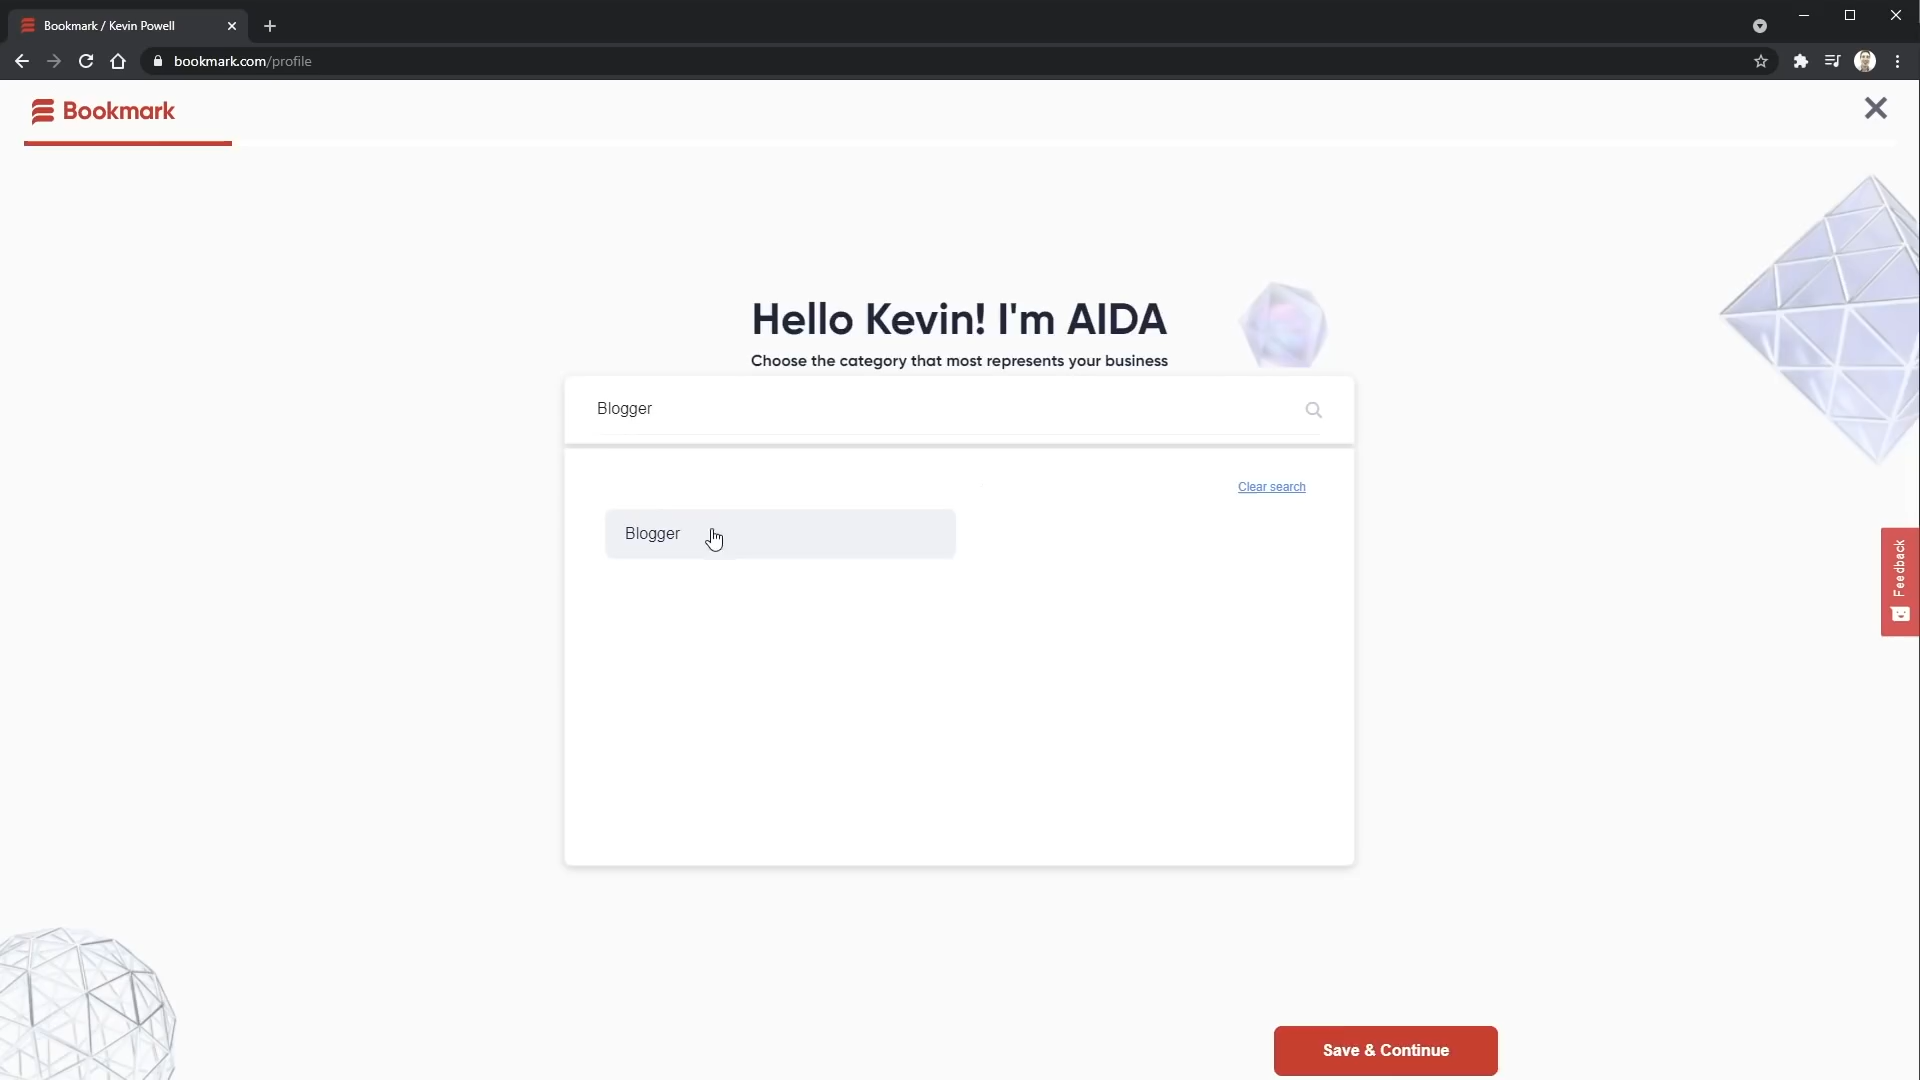 Bookmark / Kevin Powell
bookmark.com/profile
Bookmark
Hello Kevin! I'm AIDA
Choose the category that most represents your business
Blogger
Clear search
Blogger
Feedback
Save & Continue